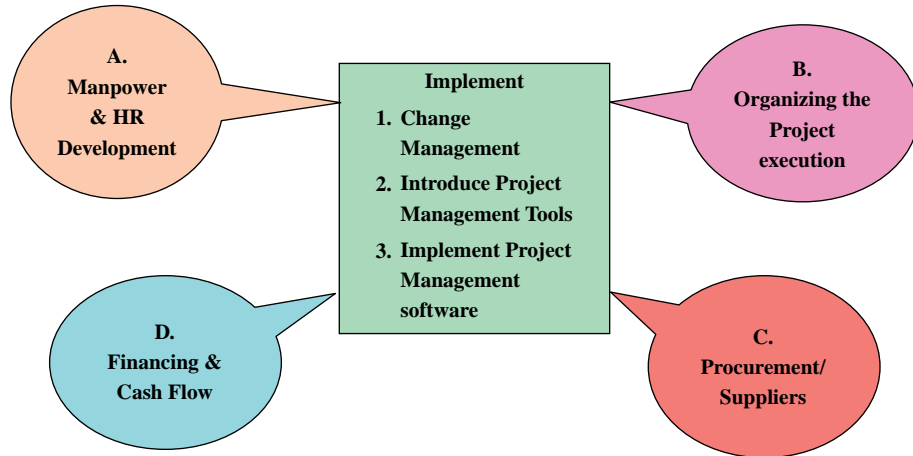 A.
Manpower
& HR
Development
Implement
1. Change
Management
2. Introduce Project
Management Tools
3. Implement Project
Management
software
B.
Organizing the
Project
execution
D.
Financing &
Cash Flow
C.
Procurement/
Suppliers